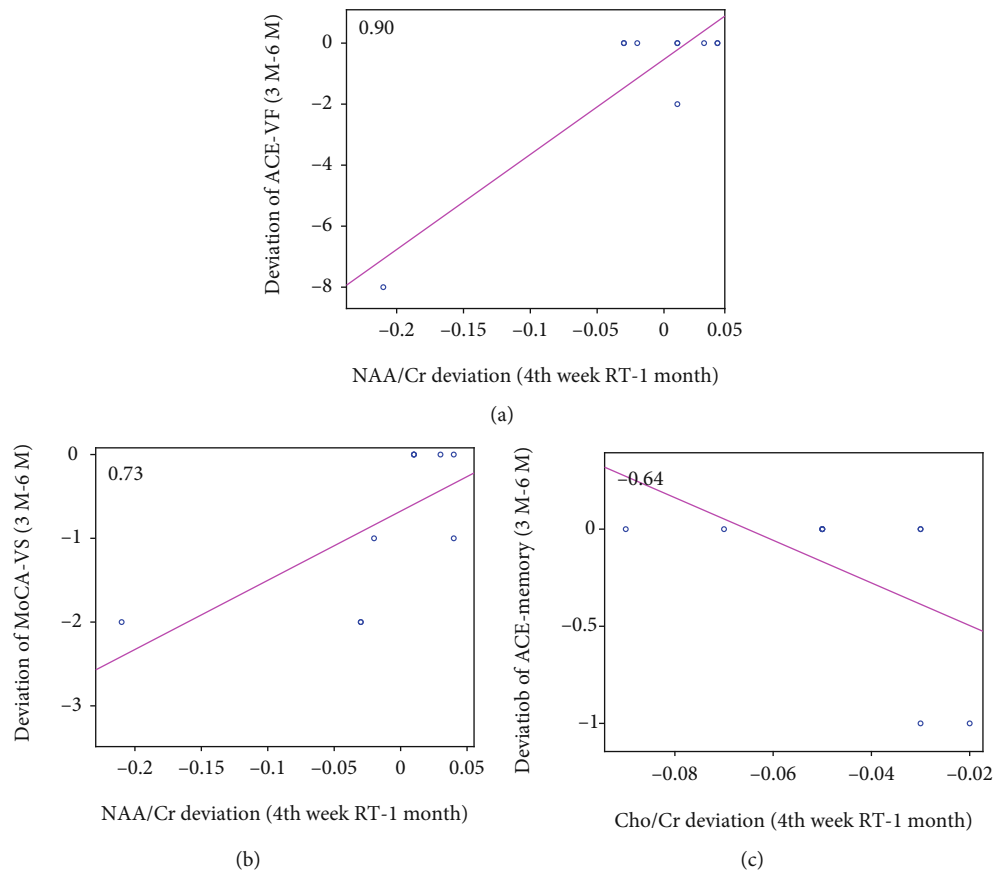 0.90
Deviation of ACE-VF (3 M-6 M)
0
−2
−4
−6
−8
−0.2 −0.15 −0.1 −0.05 0 0.05
NAA/Cr deviation (4th week RT-1 month)
(a)
0.73
Deviation of MoCA-VS (3 M-6 M)
0
−1
−2
−3
−0.2 −0.15 −0.1 −0.05 0 0.05
NAA/Cr deviation (4th week RT-1 month)
(b)
−0.64
Deviatiob of ACE-memory (3 M-6 M)
0
−0.5
−1
−0.08 −0.06 −0.04 −0.02
Cho/Cr deviation (4th week RT-1 month)
(c)